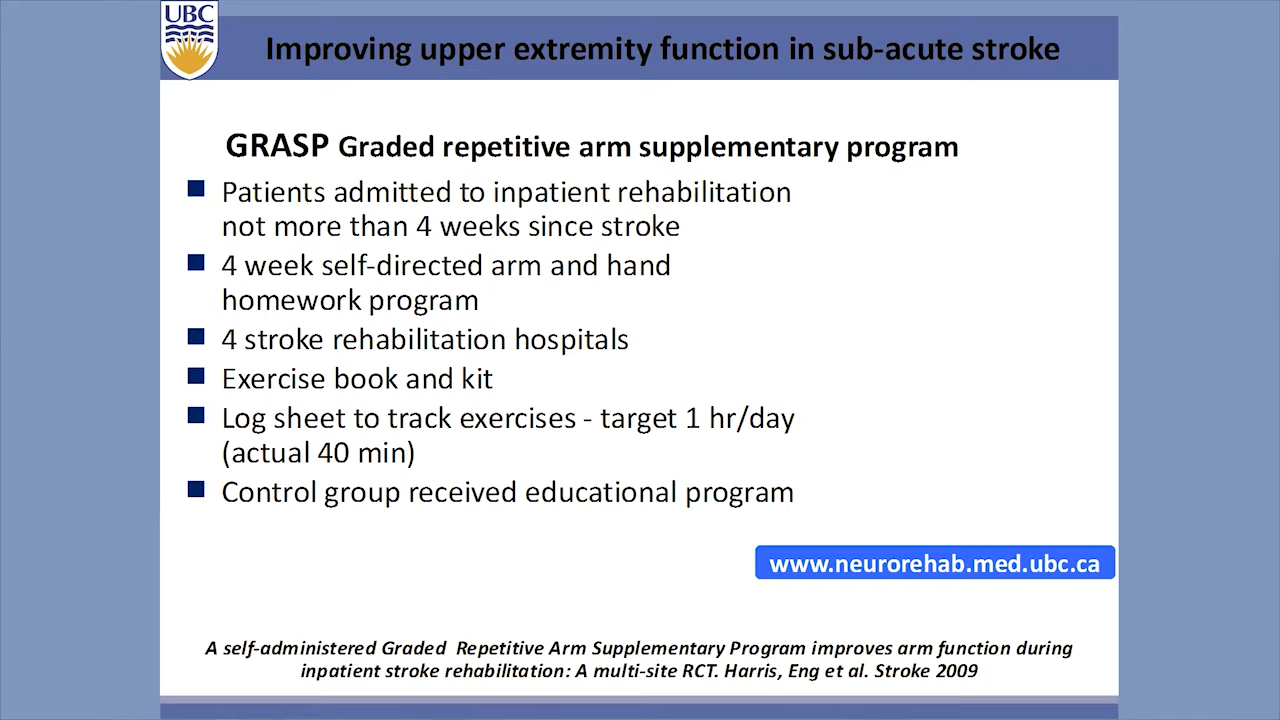 UBC
Improving upper extremity function in sub-acute stroke
GRASP Graded repetitive arm supplementary program
Patients admitted to inpatient rehabilitation
not more than 4 weeks since stroke
4 week self-directed arm and hand
homework program
4 stroke rehabilitation hospitals
Exercise book and kit
Log sheet to track exercises - target 1 hr/day
(actual 40 min)
Control group received educational program
www.neurorehab.med.ubc.ca
A self-administered Graded Repetitive Arm Supplementary Program improves arm function during
inpatient stroke rehabilitation: A multi-site RCT. Harris, Eng et al. Stroke 2009